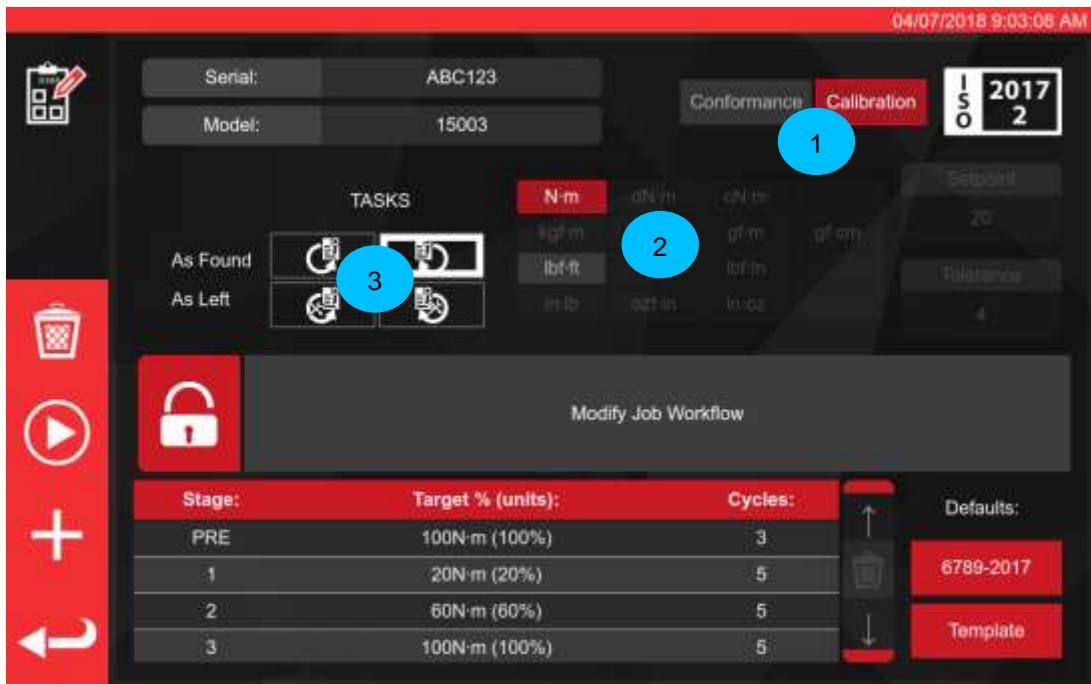 04/07/2018 9:03:08 AM
Serial: ABC123
Model: 15003
Conformance Calibration
1
ISO 2017 2
TASKS
N·m dN·m cN·m
kgf·m gf·m gf·cm
lbf·ft lbf·in
in·lb ozf·in in·oz
2
Setpoint
20
Tolerance
4
As Found
As Left
3
Modify Job Workflow
Stage: Target % (units): Cycles:
PRE 100N·m (100%) 3
1 20N·m (20%) 5
2 60N·m (60%) 5
3 100N·m (100%) 5
Defaults:
6789-2017
Template